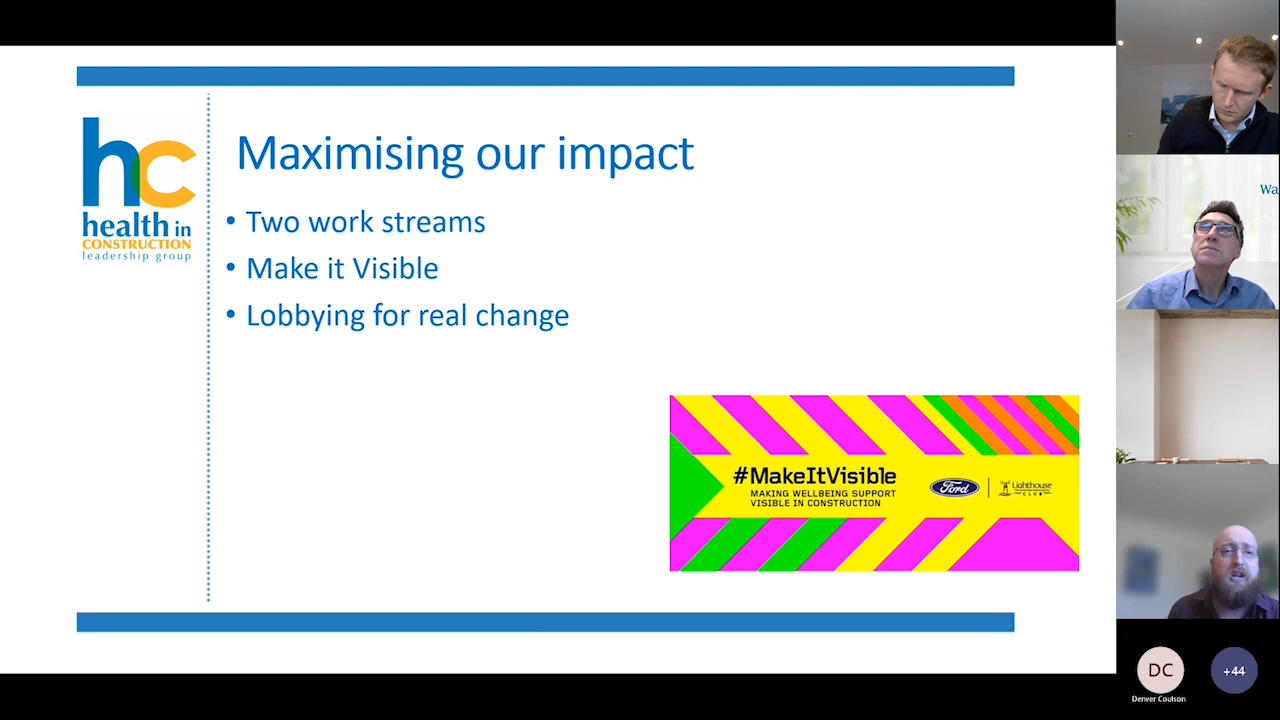 Maximising our impact
hc
health in
CONSTRUCTION
leadership group
• Two work streams
• Make it Visible
• Lobbying for real change
#MakeItVisible
MAKING WELLBEING SUPPORT
VISIBLE IN CONSTRUCTION
Ford
Lighthouse
CLUB
Wa
DC
+44
Denver Coulson